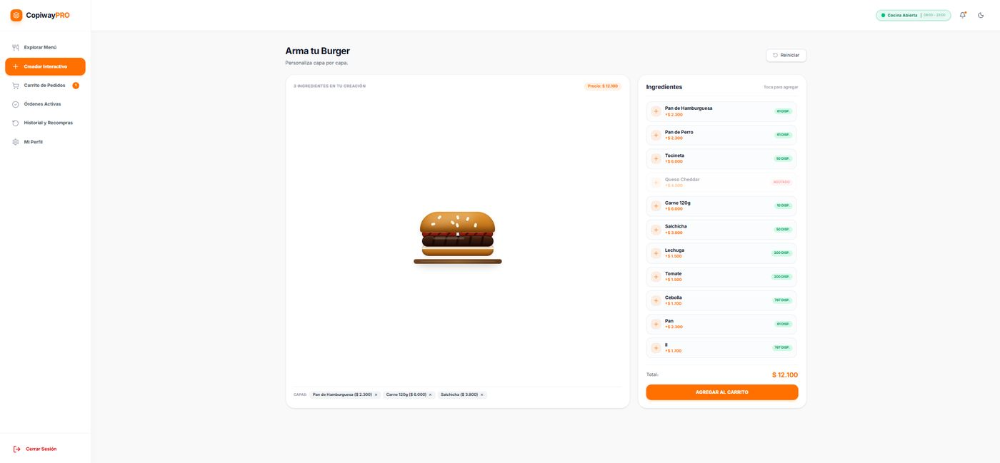 CopiwayPRO
Cocina Abierta | 08:00 - 23:00
Explorar Menú
Creador Interactivo
Carrito de Pedidos 1
Órdenes Activas
Historial y Recompras
Mi Perfil
Cerrar Sesión
Arma tu Burger
Personaliza capa por capa.
Reiniciar
3 INGREDIENTES EN TU CREACIÓN
Precio: $ 12.100
CAPAS: Pan de Hamburguesa ($ 2.300) × Carne 120g ($ 6.000) × Salchicha ($ 3.800) ×
Ingredientes
Toca para agregar
Pan de Hamburguesa
+$ 2.300
81 DISP.
Pan de Perro
+$ 2.300
81 DISP.
Tocineta
+$ 6.000
50 DISP.
Queso Cheddar
+$ 4.500
AGOTADO
Carne 120g
+$ 6.000
10 DISP.
Salchicha
+$ 3.800
50 DISP.
Lechuga
+$ 1.500
200 DISP.
Tomate
+$ 1.500
200 DISP.
Cebolla
+$ 1.700
767 DISP.
Pan
+$ 2.300
81 DISP.
ll
+$ 1.700
767 DISP.
Total:
$ 12.100
AGREGAR AL CARRITO